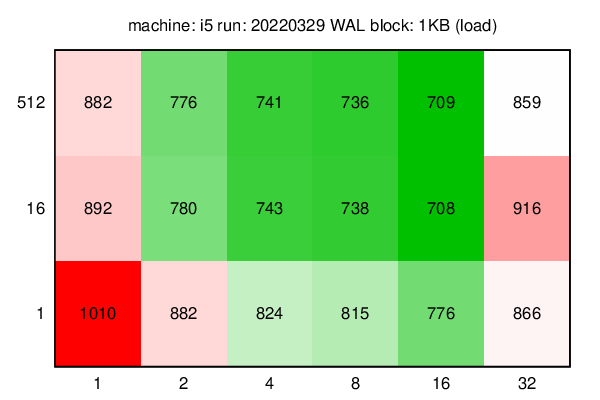 machine: i5 run: 20220329 WAL block: 1KB (load)
512 882 776 741 736 709 859
16 892 780 743 738 708 916
1 1010 882 824 815 776 866
1 2 4 8 16 32